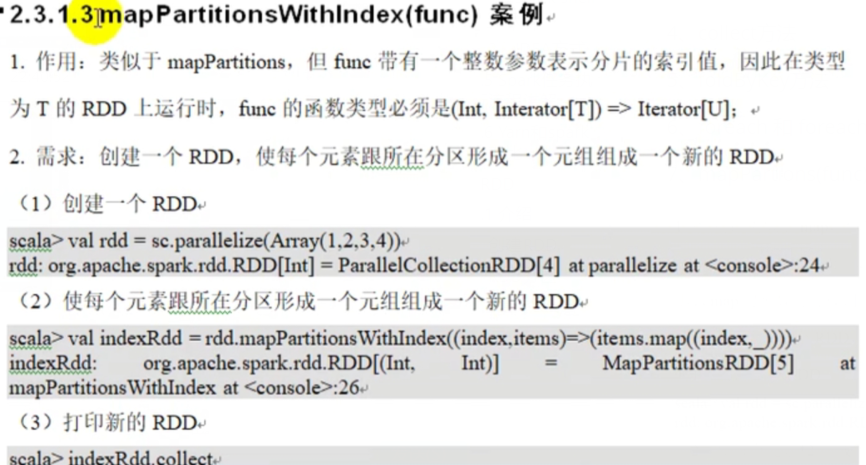 2.3.1.3 mapPartitionsWithIndex(func) 案例
1. 作用：类似于 mapPartitions，但 func 带有一个整数参数表示分片的索引值，因此在类型
为 T 的 RDD 上运行时，func 的函数类型必须是(Int, Interator[T]) => Iterator[U]；
2. 需求：创建一个 RDD，使每个元素跟所在分区形成一个元组组成一个新的 RDD
（1）创建一个 RDD
scala> val rdd = sc.parallelize(Array(1,2,3,4))
rdd: org.apache.spark.rdd.RDD[Int] = ParallelCollectionRDD[4] at parallelize at <console>:24
（2）使每个元素跟所在分区形成一个元组组成一个新的 RDD
scala> val indexRdd = rdd.mapPartitionsWithIndex((index,items)=>(items.map((index,_))))
indexRdd: org.apache.spark.rdd.RDD[(Int, Int)] = MapPartitionsRDD[5] at
mapPartitionsWithIndex at <console>:26
（3）打印新的 RDD
scala> indexRdd.collect